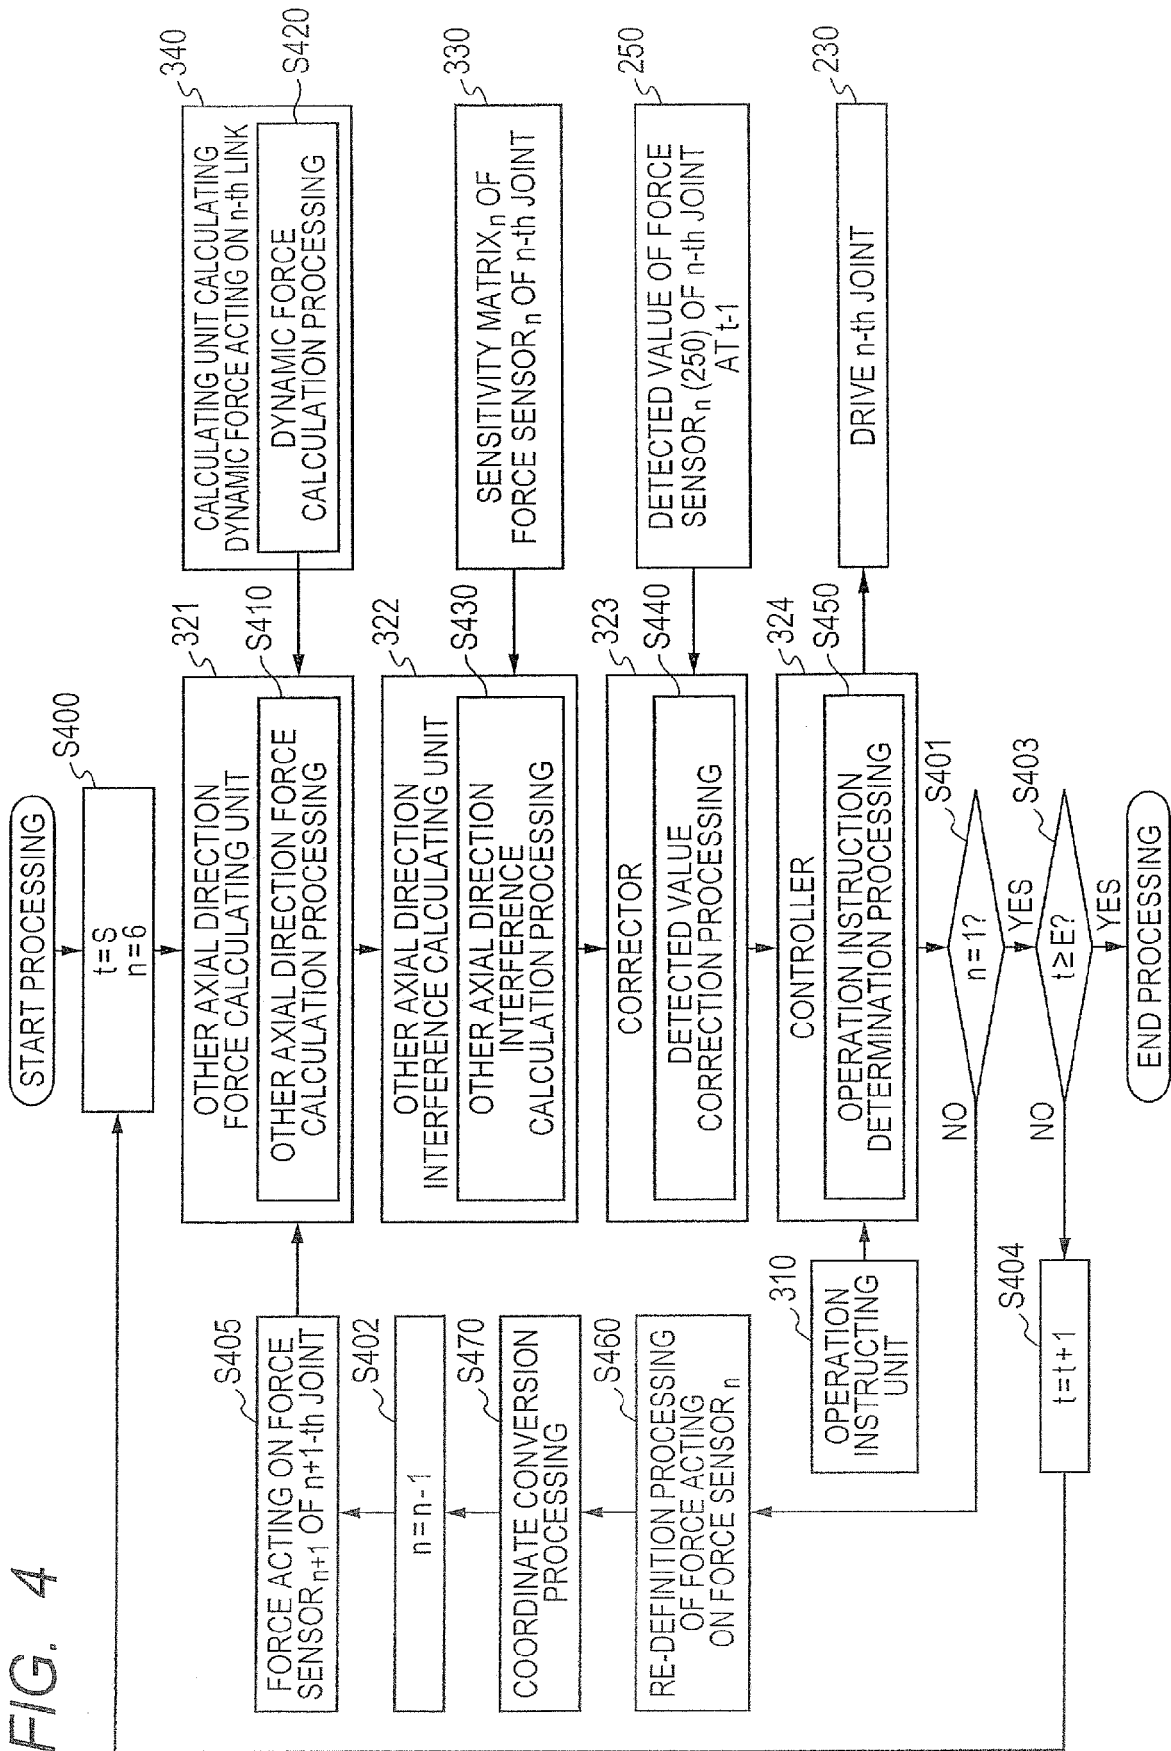 FIG. 4
START PROCESSING
S400
t=S
n=6
340
CALCULATING UNIT CALCULATING
DYNAMIC FORCE ACTING ON n-th LINK
S420
DYNAMIC FORCE
CALCULATION PROCESSING
321
OTHER AXIAL DIRECTION
FORCE CALCULATING UNIT
S410
OTHER AXIAL DIRECTION FORCE
CALCULATION PROCESSING
S405
FORCE ACTING ON FORCE
SENSORn+1 OF n+1-th JOINT
330
SENSITIVITY MATRIXn OF
FORCE SENSORn OF n-th JOINT
322
OTHER AXIAL DIRECTION
INTERFERENCE CALCULATING UNIT
S430
OTHER AXIAL DIRECTION
INTERFERENCE
CALCULATION PROCESSING
S402
n=n-1
S470
COORDINATE CONVERSION
PROCESSING
250
DETECTED VALUE OF FORCE
SENSORn (250) OF n-th JOINT
AT t-1
323
CORRECTOR
S440
DETECTED VALUE
CORRECTION PROCESSING
S460
RE-DEFINITION PROCESSING
OF FORCE ACTING
ON FORCE SENSORn
230
DRIVE n-th JOINT
324
CONTROLLER
S450
OPERATION INSTRUCTION
DETERMINATION PROCESSING
310
OPERATION
INSTRUCTING
UNIT
S401
n=1?
NO
YES
S403
t≥E?
NO
YES
S404
t=t+1
END PROCESSING